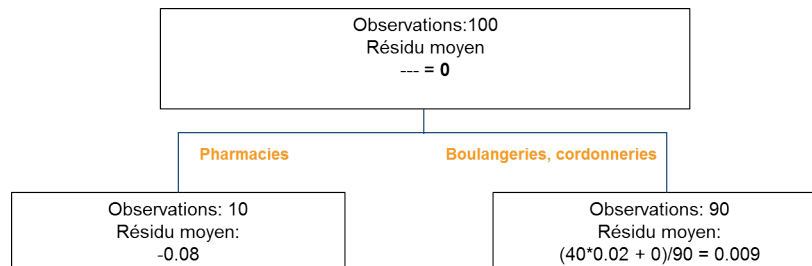 Observations:100
Résidu moyen
--- = 0
Pharmacies
Boulangeries, cordonneries
Observations: 10
Résidu moyen:
-0.08
Observations: 90
Résidu moyen:
(40*0.02 + 0)/90 = 0.009